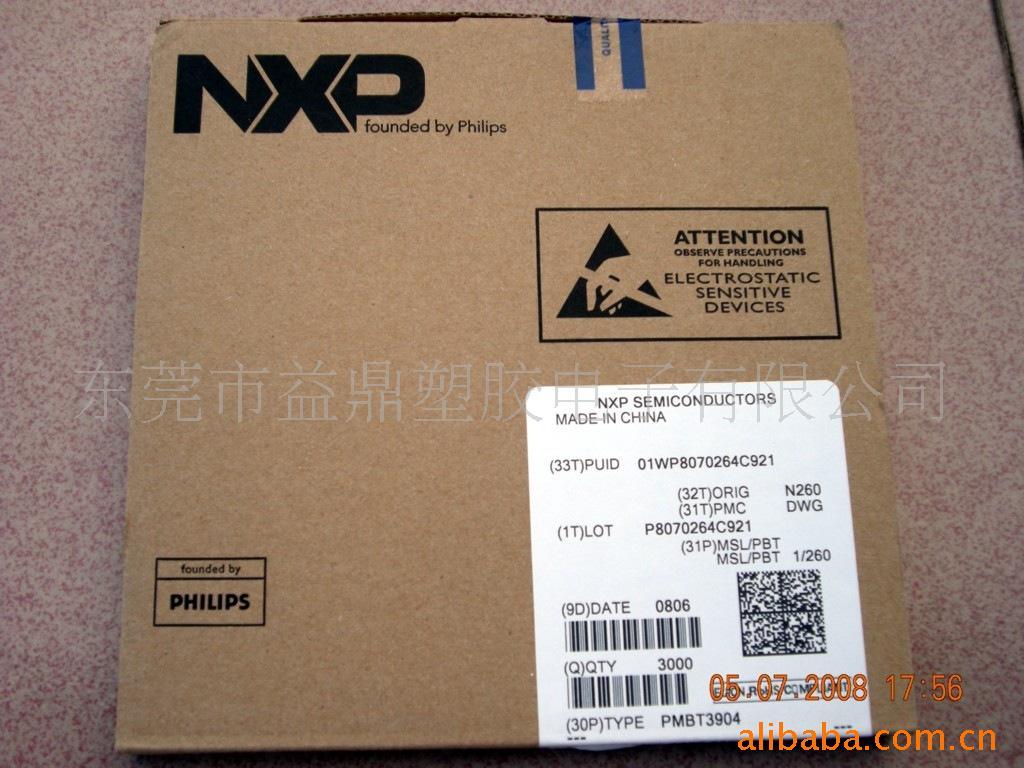 NXP
founded by Philips
QUALI
ATTENTION
OBSERVE PRECAUTIONS
FOR HANDLING
ELECTROSTATIC
SENSITIVE
DEVICES
东莞市益鼎塑胶电子有限公司
NXP SEMICONDUCTORS
MADE IN CHINA
(33T)PUID 01WP8070264C921
(32T)ORIG N260
(31T)PMC DWG
(1T)LOT P8070264C921
(31P)MSL/PBT
MSL/PBT 1/260
founded by
PHILIPS
(9D)DATE 0806
(Q)QTY 3000
COMPLIANT
05.07.2008 17:56
(30P)TYPE PMBT3904
alibaba.com.cn